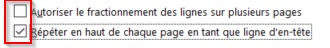 Autoriser le fractionnement des lignes sur plusieurs pages
Répéter en haut de chaque page en tant que ligne d'en-tête